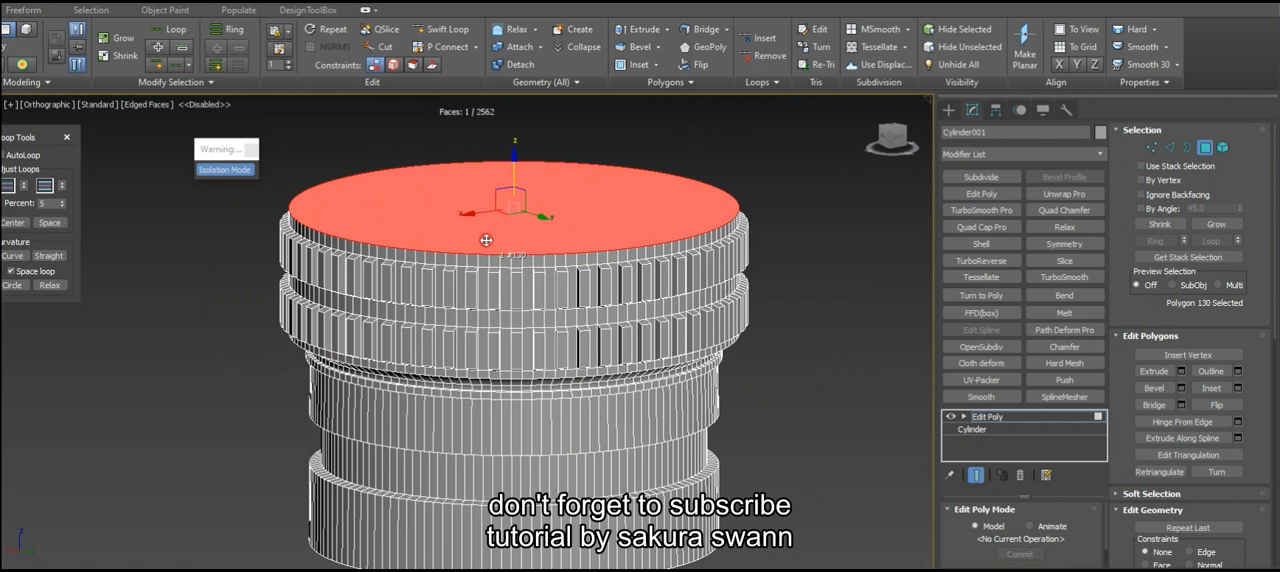 Freeform Selection Object Paint Populate DesignToolBox
Grow
Shrink
Loop
Ring
Modify Selection
Repeat QSlice Swift Loop
NURMS Cut P Connect
Constraints:
Edit
Relax Create
Attach Collapse
Detach
Geometry (All)
Extrude Bridge
Bevel GeoPoly
Inset Flip
Polygons
Insert
Remove
Loops
Edit
Turn
Re-Tri
Tris
MSmooth
Tessellate
Use Displac...
Subdivision
Hide Selected
Hide Unselected
Unhide All
Visibility
Make
Planar
To View
To Grid
X Y Z
Align
Hard
Smooth
Smooth 30
Properties
Modeling
[+] [Orthographic] [Standard] [Edged Faces] <<Disabled>>
Faces: 1 / 2562
oop Tools
AutoLoop
djust Loops
Percent: 5
Center Space
urvature
Curve Straight
Space loop
Circle Relax
Warning:...
Isolation Mode
z
x
y
1 #130
Cylinder001
Modifier List
Subdivide Bevel Profile
Edit Poly Unwrap Pro
TurboSmooth Pro Quad Chamfer
Quad Cap Pro Forest Lite
Shell Symmetry
TurboReverse Slice
Tessellate TurboSmooth
Turn to Poly Bend
FFD(box) Melt
Edit Spline Path Deform Pro
OpenSubdiv Chamfer
Cloth deform Hard Mesh
UV-Packer Push
Smooth SplineMesher
Edit Poly
Cylinder
Edit Poly Mode
Model Animate
<No Current Operation>
Commit
Selection
Use Stack Selection
By Vertex
Ignore Backfacing
By Angle: 45.0
Shrink Grow
Ring Loop
Get Stack Selection
Preview Selection
Off SubObj Multi
Polygon 130 Selected
Edit Polygons
Insert Vertex
Extrude Outline
Bevel Inset
Bridge Flip
Hinge From Edge
Extrude Along Spline
Edit Triangulation
Retriangulate Turn
Soft Selection
Edit Geometry
Repeat Last
Constraints
None Edge
Face Normal
don't forget to subscribe
tutorial by sakura swann